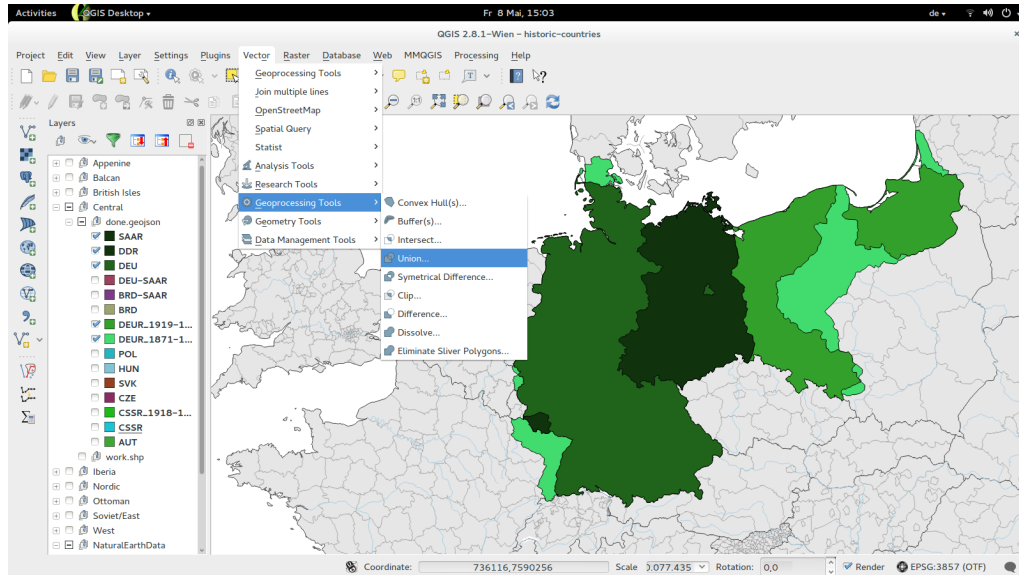 Activities QGIS Desktop Fr 8 Mai, 15:03 de
QGIS 2.8.1-Wien – historic-countries
Project Edit View Layer Settings Plugins Vector Raster Database Web MMQGIS Processing Help
Geoprocessing Tools
Join multiple lines
OpenStreetMap
Spatial Query
Statist
Analysis Tools
Research Tools
Geoprocessing Tools
Geometry Tools
Data Management Tools
Convex Hull(s)...
Buffer(s)...
Intersect...
Union...
Symetrical Difference...
Clip...
Difference...
Dissolve...
Eliminate Sliver Polygons...
Layers
Appenine
Balcan
British Isles
Central
done.geojson
SAAR
DDR
DEU
DEU-SAAR
BRD-SAAR
BRD
DEUR_1919-1...
DEUR_1871-1...
POL
HUN
SVK
CZE
CSSR_1918-1...
CSSR
AUT
work.shp
Iberia
Nordic
Ottoman
Soviet/East
West
NaturalEarthData
Coordinate: 736116,7590256 Scale 0.077.435 Rotation: 0,0 Render EPSG:3857 (OTF)